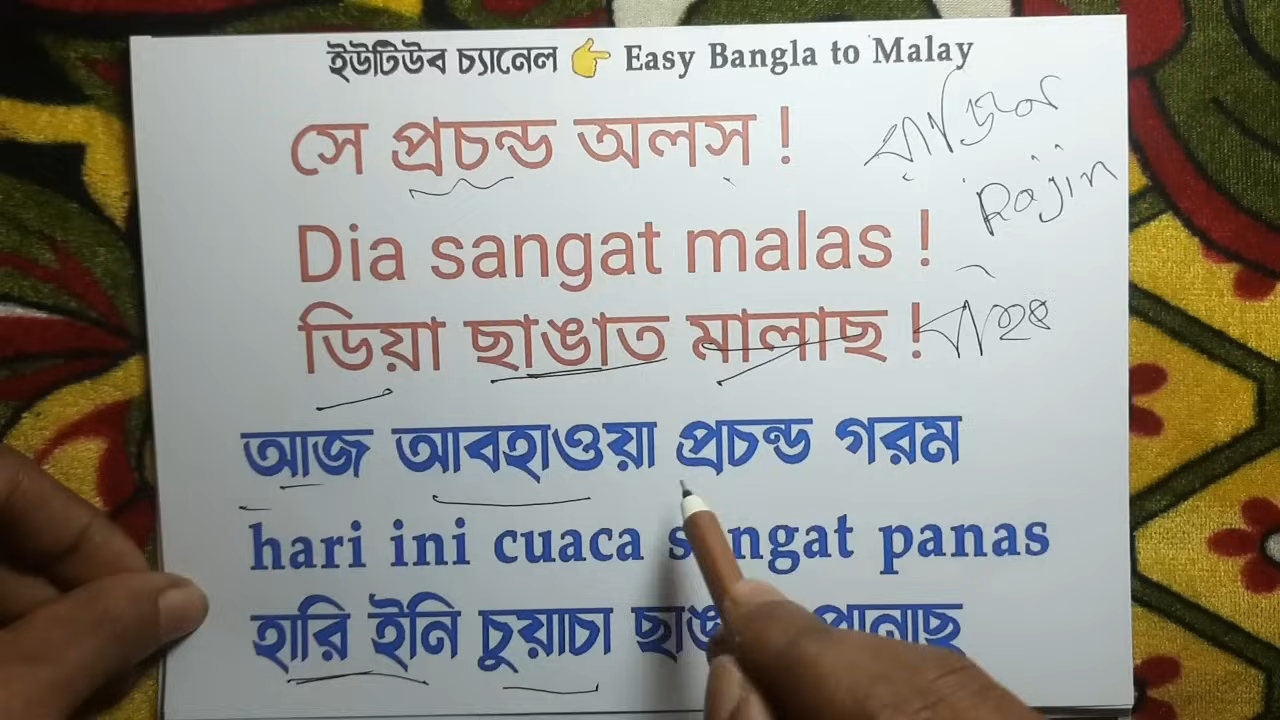 ইউটিউব চ্যানেল 👉 Easy Bangla to Malay
সে প্রচন্ড অলস !
রাজিন
Rajin
Dia sangat malas !
ডিয়া ছাঙাত মালাছ !
আজ আবহাওয়া প্রচন্ড গরম
hari ini cuaca sangat panas
হারি ইনি চুয়াচা পানাছ